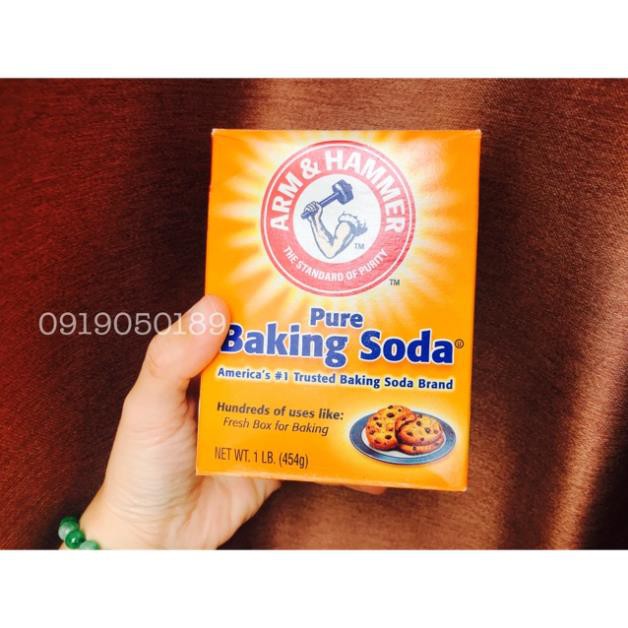 ARM & HAMMER
THE STANDARD OF PURITY
TM
TM
0919050189
Pure
Baking Soda®
America's #1 Trusted Baking Soda Brand
Hundreds of uses like:
Fresh Box for Baking
NET WT. 1 LB. (454g)